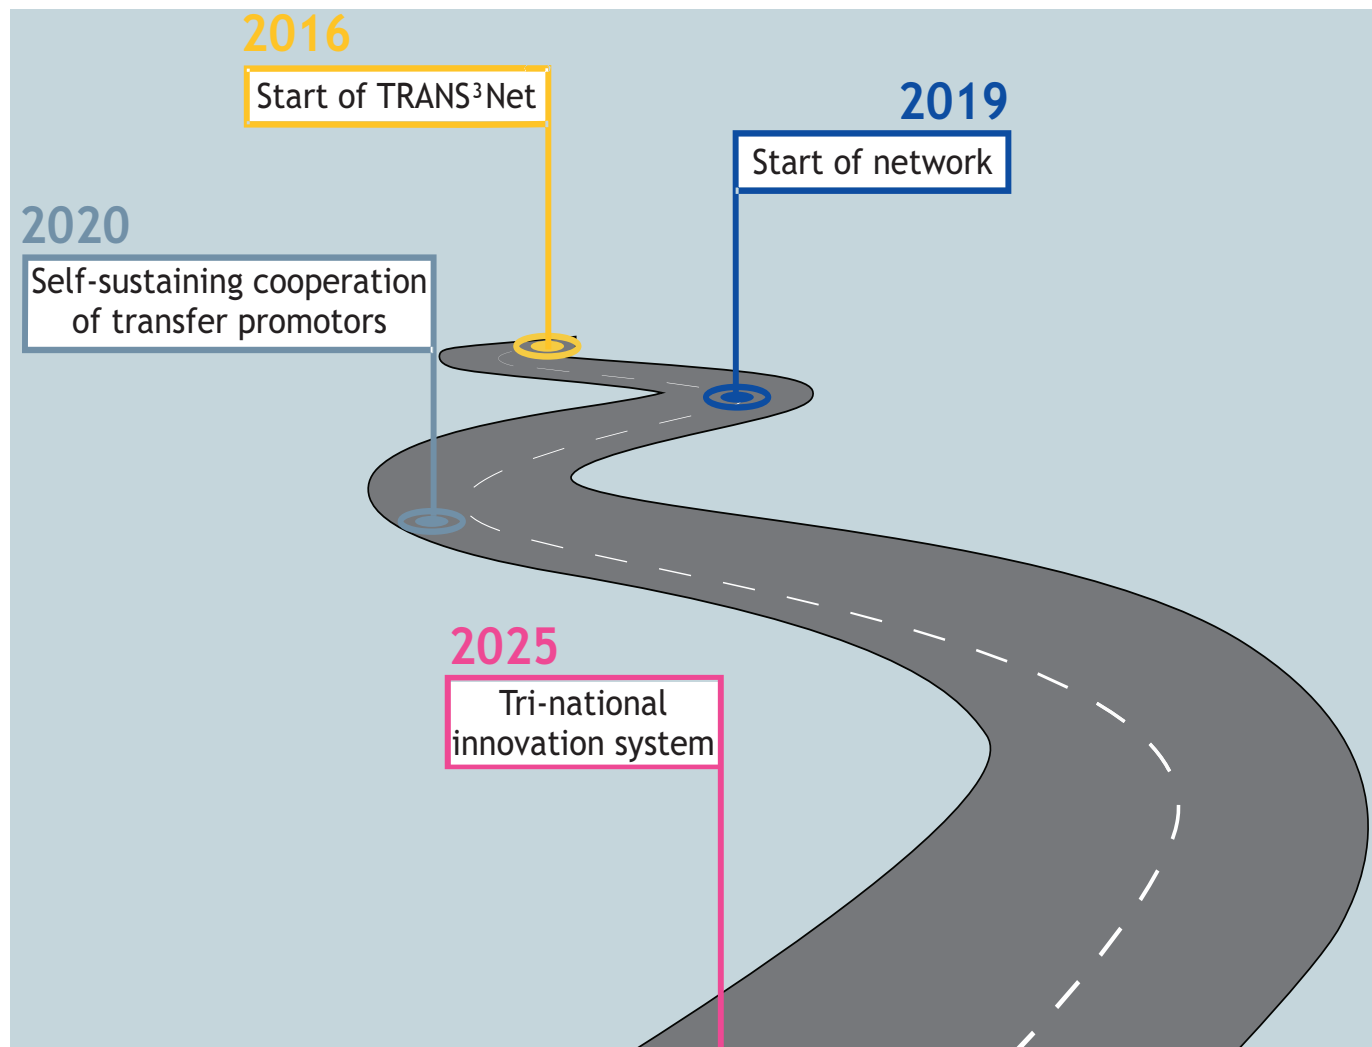 2016
Start of TRANS³Net
2019
Start of network
2020
Self-sustaining cooperation
of transfer promotors
2025
Tri-national
innovation system